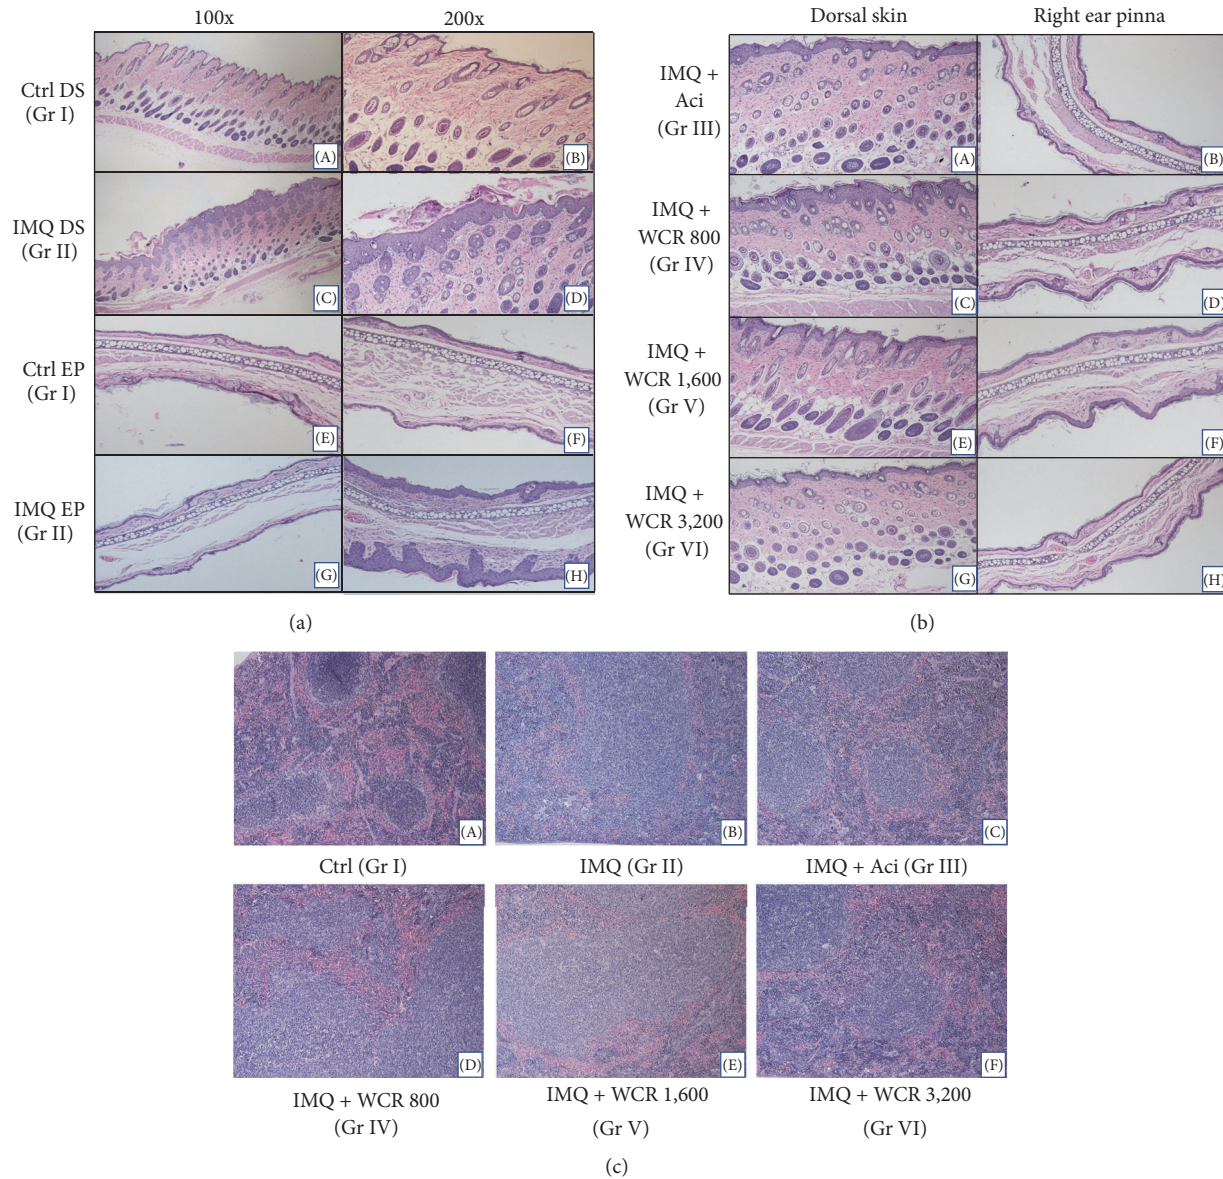 100x 200x
Ctrl DS
(Gr I)
(A) (B)
IMQ DS
(Gr II)
(C) (D)
Ctrl EP
(Gr I)
(E) (F)
IMQ EP
(Gr II)
(G) (H)
(a)
Dorsal skin Right ear pinna
IMQ +
Aci
(Gr III)
(A) (B)
IMQ +
WCR 800
(Gr IV)
(C) (D)
IMQ +
WCR 1,600
(Gr V)
(E) (F)
IMQ +
WCR 3,200
(Gr VI)
(G) (H)
(b)
(A) (B) (C)
Ctrl (Gr I) IMQ (Gr II) IMQ + Aci (Gr III)
(D) (E) (F)
IMQ + WCR 800 IMQ + WCR 1,600 IMQ + WCR 3,200
(Gr IV) (Gr V) (Gr VI)
(c)